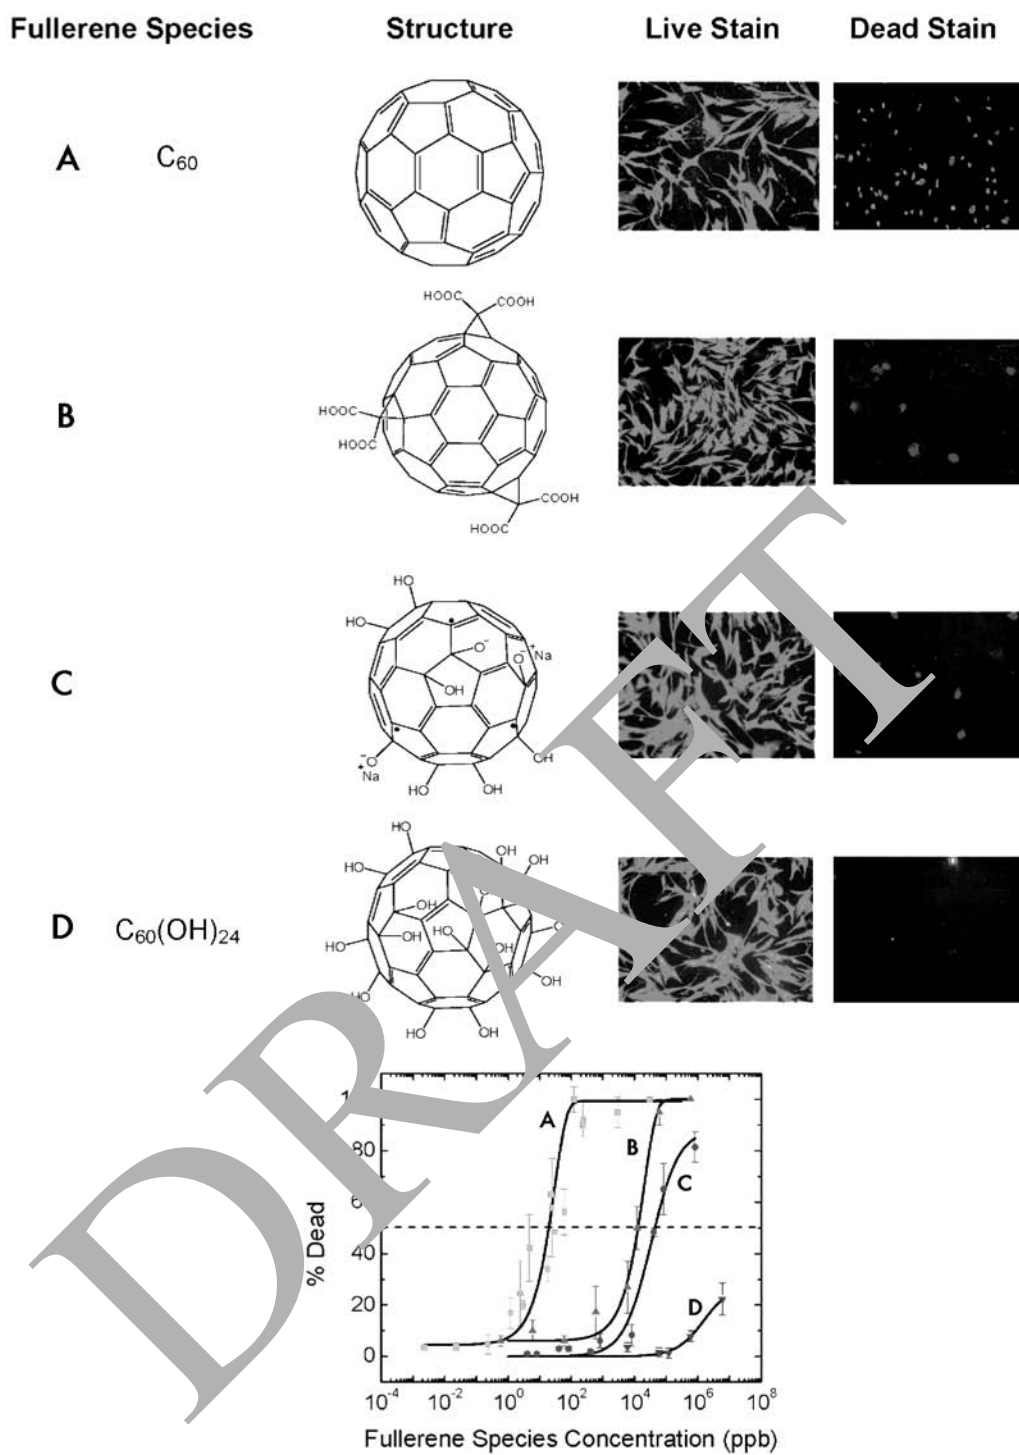 Fullerene Species Structure Live Stain Dead Stain
A C60
HOOC COOH
B
HOOC
HOOC
COOH
HOOC
HO
HO
O⁻
O⁻
⁺Na
C
OH
O⁻
⁺Na
OH
HO OH
HO
HO
OH
OH
OH
D C60(OH)24
HO
OH
HO
OH
OH
HO
OH
HO OH
DRAFT
A
B
C
D
80
40
20
0
% Dead
10⁻⁴ 10⁻² 10⁰ 10² 10⁴ 10⁶ 10⁸
Fullerene Species Concentration (ppb)